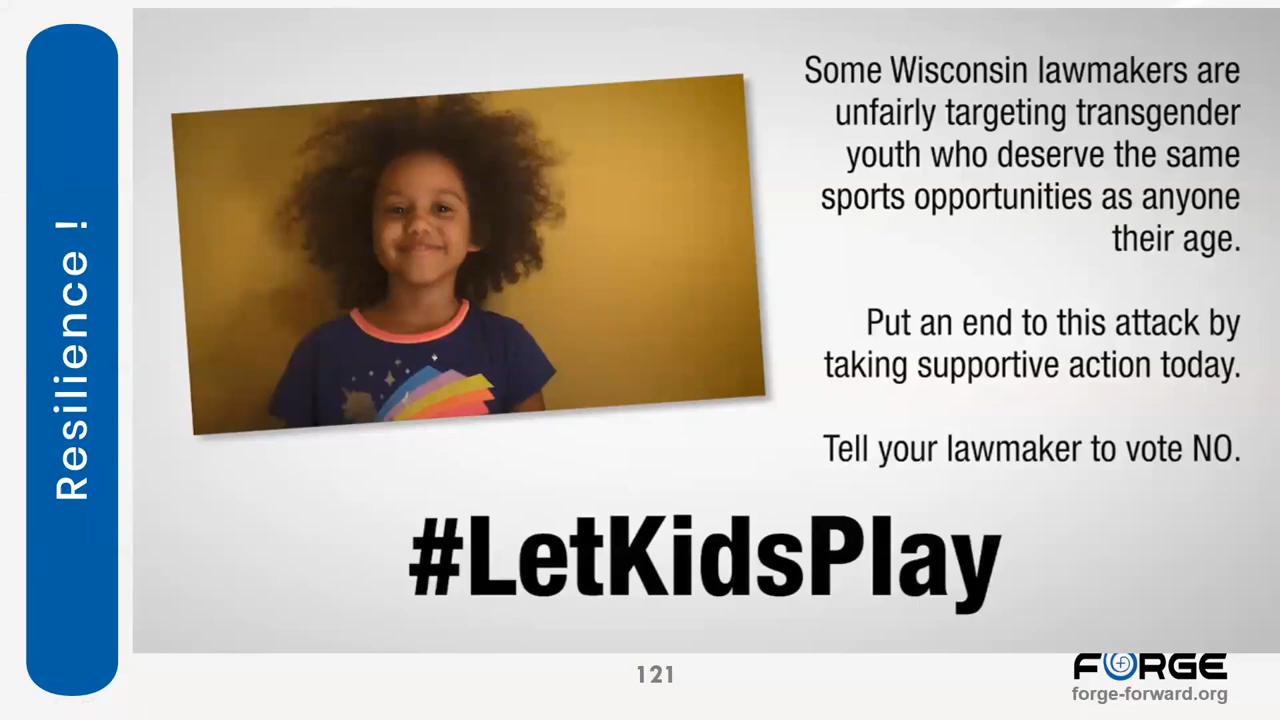 Resilience !
Some Wisconsin lawmakers are
unfairly targeting transgender
youth who deserve the same
sports opportunities as anyone
their age.
Put an end to this attack by
taking supportive action today.
Tell your lawmaker to vote NO.
#LetKidsPlay
121
FORGE
forge-forward.org